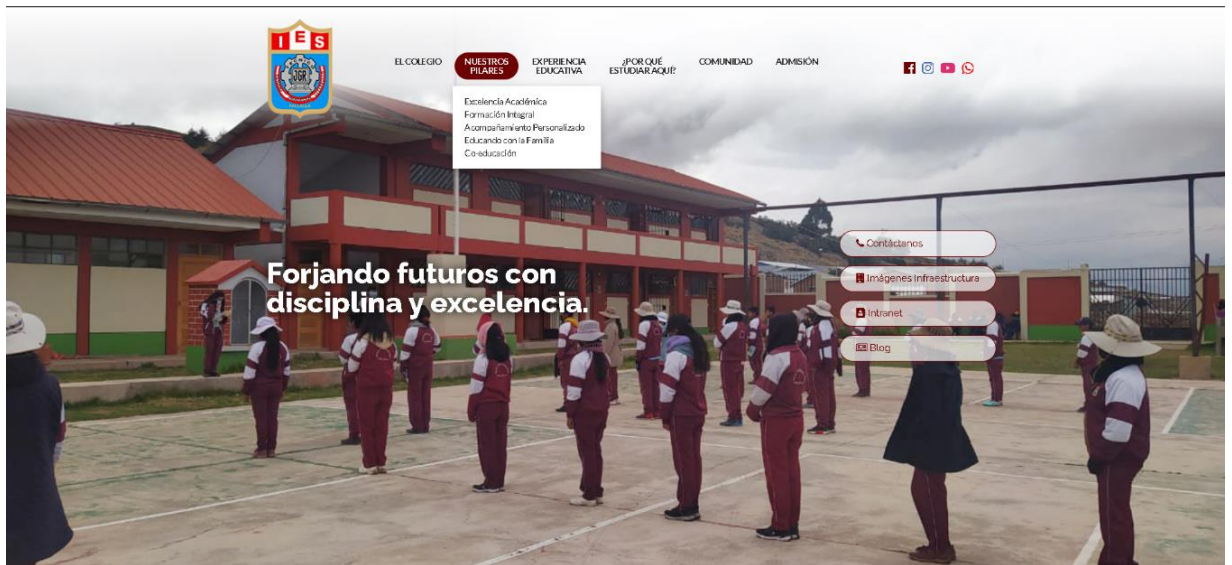 IES
JGR
EL COLEGIO
NUESTROS
PILARES
EXPERIENCIA
EDUCATIVA
¿POR QUÉ
ESTUDIAR AQUÍ?
COMUNIDAD
ADMISIÓN
Excelencia Académica
Formación Integral
Acompañamiento Personalizado
Educando con la Familia
Co-educación
Contáctanos
Imágenes Infraestructura
Intranet
Blog
Forjando futuros con
disciplina y excelencia.